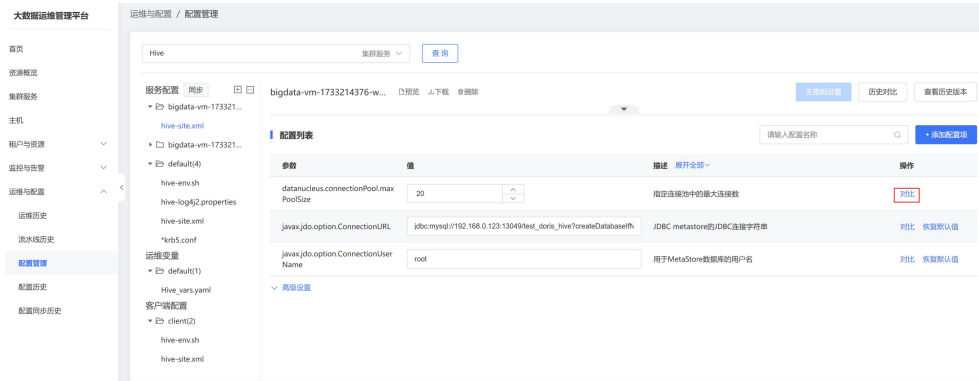 大数据运维管理平台
运维与配置 / 配置管理
首页
资源概览
集群服务
主机
租户与资源
监控与告警
运维与配置
运维历史
流水线历史
配置管理
配置历史
配置同步历史
Hive 集群服务 查 询
服务配置 同步
bigdata-vm-173321...
hive-site.xml
bigdata-vm-173321...
default(4)
hive-env.sh
hive-log4j2.properties
hive-site.xml
*krb5.conf
运维变量
default(1)
Hive_vars.yaml
客户端配置
client(2)
hive-env.sh
hive-site.xml
bigdata-vm-1733214376-w... 预览 下载 删除 主密码设置 历史对比 查看历史版本
配置列表 请输入配置名称 + 添加配置项
参数 值 描述 展开全部 操作
datanucleus.connectionPool.max
PoolSize
20 指定连接池中的最大连接数 对比
javax.jdo.option.ConnectionURL jdbc:mysql://192.168.0.123:13049/test_doris_hive?createDatabaseIfN JDBC metastore的JDBC连接字符串 对比 恢复默认值
javax.jdo.option.ConnectionUser
Name
root 用于MetaStore数据库的用户名 对比 恢复默认值
高级设置